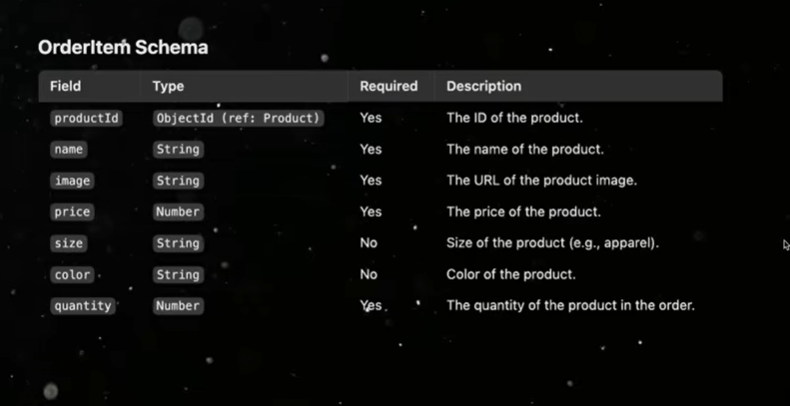 OrderItem Schema
Field Type Required Description
productId ObjectId (ref: Product) Yes The ID of the product.
name String Yes The name of the product.
image String Yes The URL of the product image.
price Number Yes The price of the product.
size String No Size of the product (e.g., apparel).
color String No Color of the product.
quantity Number Yes The quantity of the product in the order.